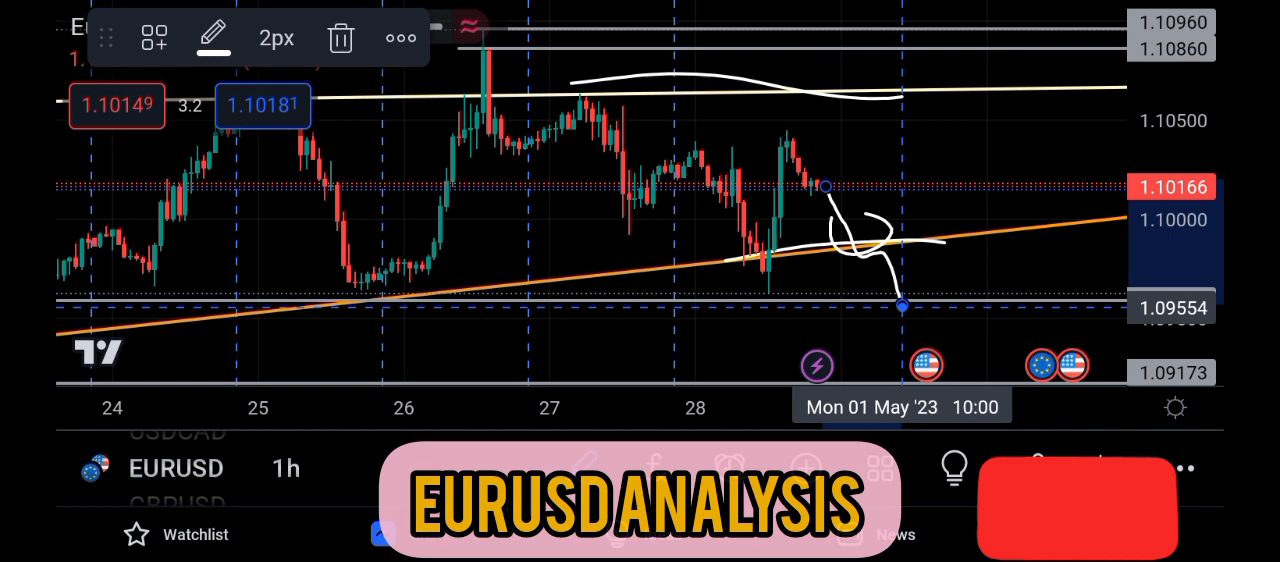 2px
1.10149
3.2
1.10181
1.10960
1.10860
1.10500
1.10166
1.10000
1.09554
1.09173
24
25
26
27
28
Mon 01 May '23 10:00
USDCAD
EURUSD
1h
GBPUSD
EURUSD ANALYSIS
Watchlist
News